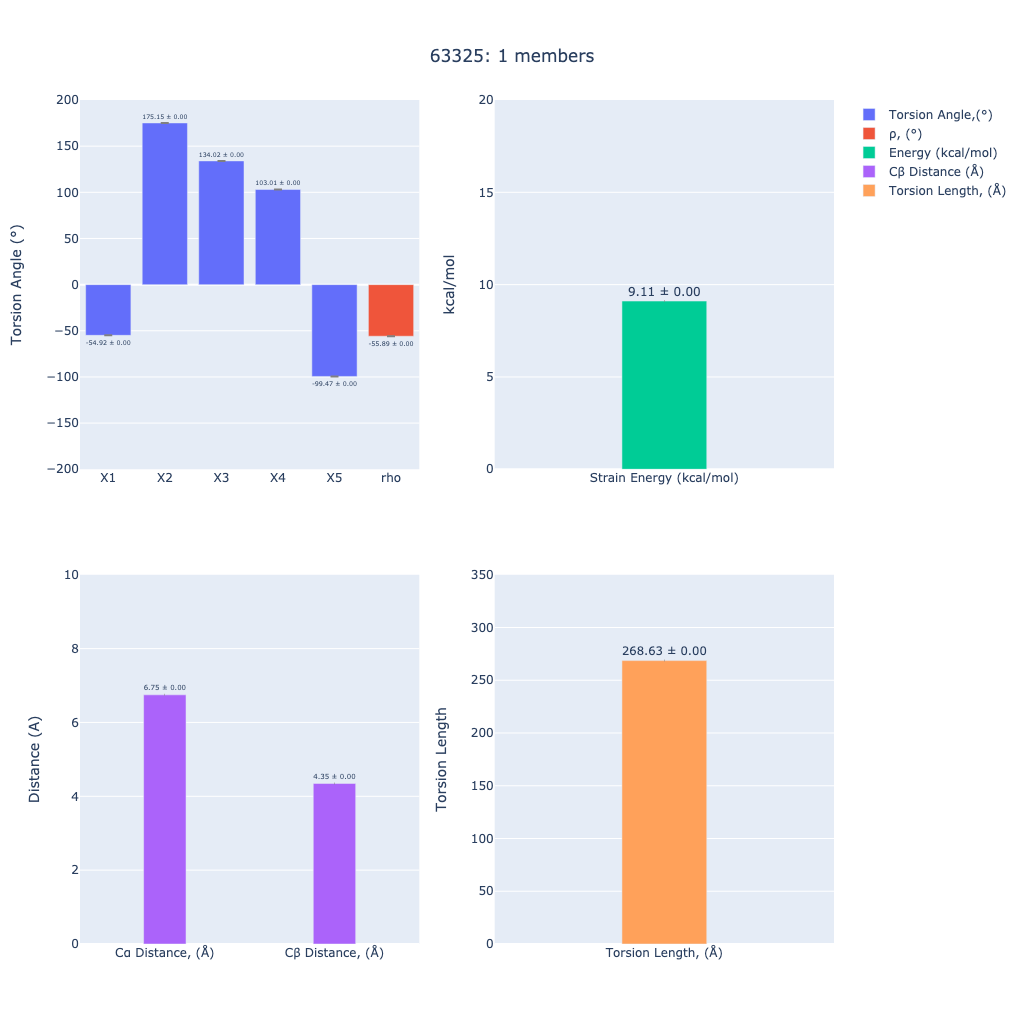 63325: 1 members
Torsion Angle (°)
200
150
100
50
0
−50
−100
−150
−200
-54.92 ± 0.00
175.15 ± 0.00
134.02 ± 0.00
103.01 ± 0.00
-99.47 ± 0.00
-55.89 ± 0.00
X1 X2 X3 X4 X5 rho
kcal/mol
20
15
10
5
0
9.11 ± 0.00
Strain Energy (kcal/mol)
Torsion Angle,(°)
ρ, (°)
Energy (kcal/mol)
Cβ Distance (Å)
Torsion Length, (Å)
Distance (A)
10
8
6
4
2
0
6.75 ± 0.00
4.35 ± 0.00
Cα Distance, (Å) Cβ Distance, (Å)
Torsion Length
350
300
250
200
150
100
50
0
268.63 ± 0.00
Torsion Length, (Å)